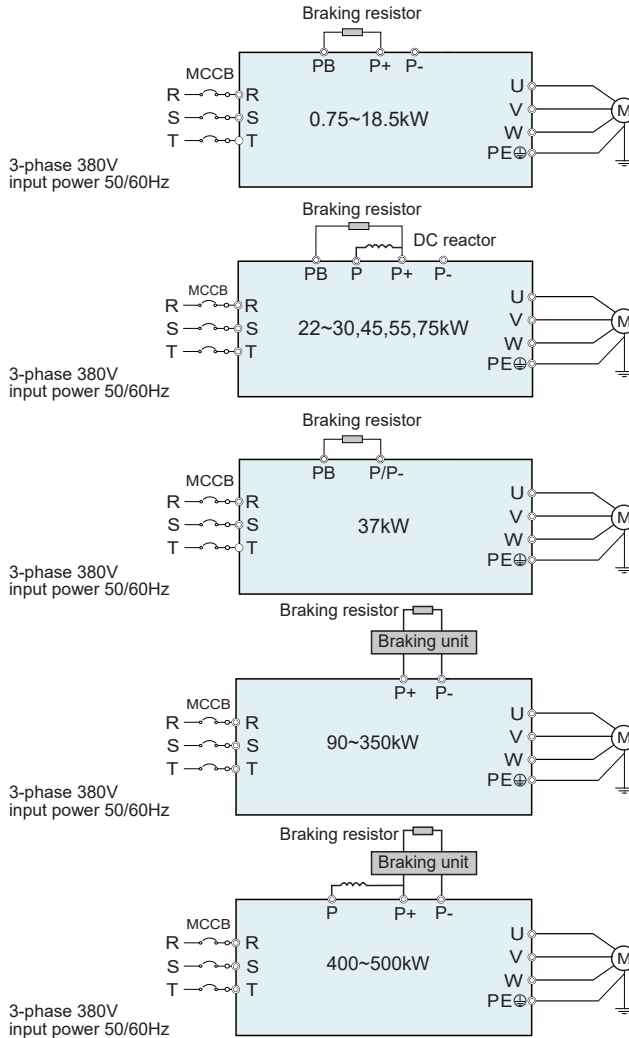 Braking resistor
PB P+ P-
MCCB
R R
S S
T T
0.75~18.5kW
U
V
W
PE
M
3-phase 380V
input power 50/60Hz
Braking resistor
DC reactor
PB P P+ P-
MCCB
R R
S S
T T
22~30,45,55,75kW
U
V
W
PE
M
3-phase 380V
input power 50/60Hz
Braking resistor
PB P/P-
MCCB
R R
S S
T T
37kW
U
V
W
PE
M
3-phase 380V
input power 50/60Hz
Braking resistor
Braking unit
P+ P-
MCCB
R R
S S
T T
90~350kW
U
V
W
PE
M
3-phase 380V
input power 50/60Hz
Braking resistor
Braking unit
P P+ P-
MCCB
R R
S S
T T
400~500kW
U
V
W
PE
M
3-phase 380V
input power 50/60Hz